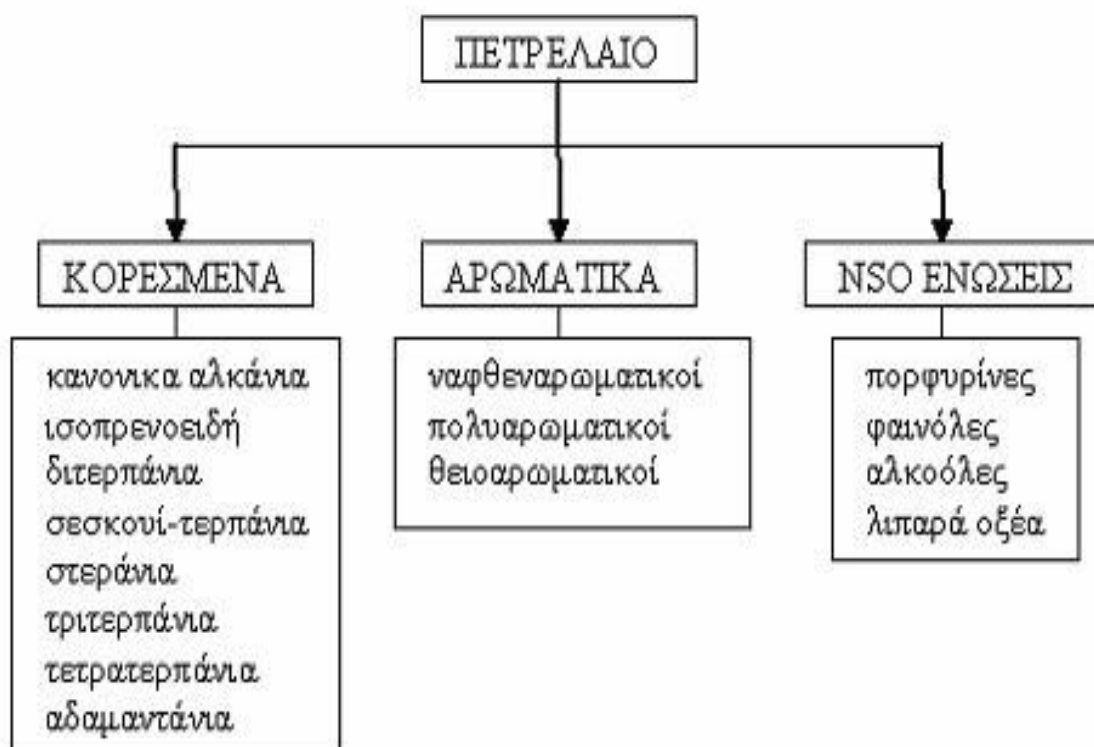 ΠΕΤΡΕΛΑΙΟ
ΚΟΡΕΣΜΕΝΑ
κανονικα αλκάνια
ισοπρενοειδή
διτερπάνια
σεσκουί-τερπάνια
στεράνια
τριτερπάνια
τετρατερπάνια
αδαμαντάνια
ΑΡΩΜΑΤΙΚΑ
ναφθεναρωματικοί
πολυαρωματικοί
θειοαρωματικοί
NSO ΕΝΩΣΕΙΣ
πορφυρίνες
φαινόλες
αλκοόλες
λιπαρά οξέα